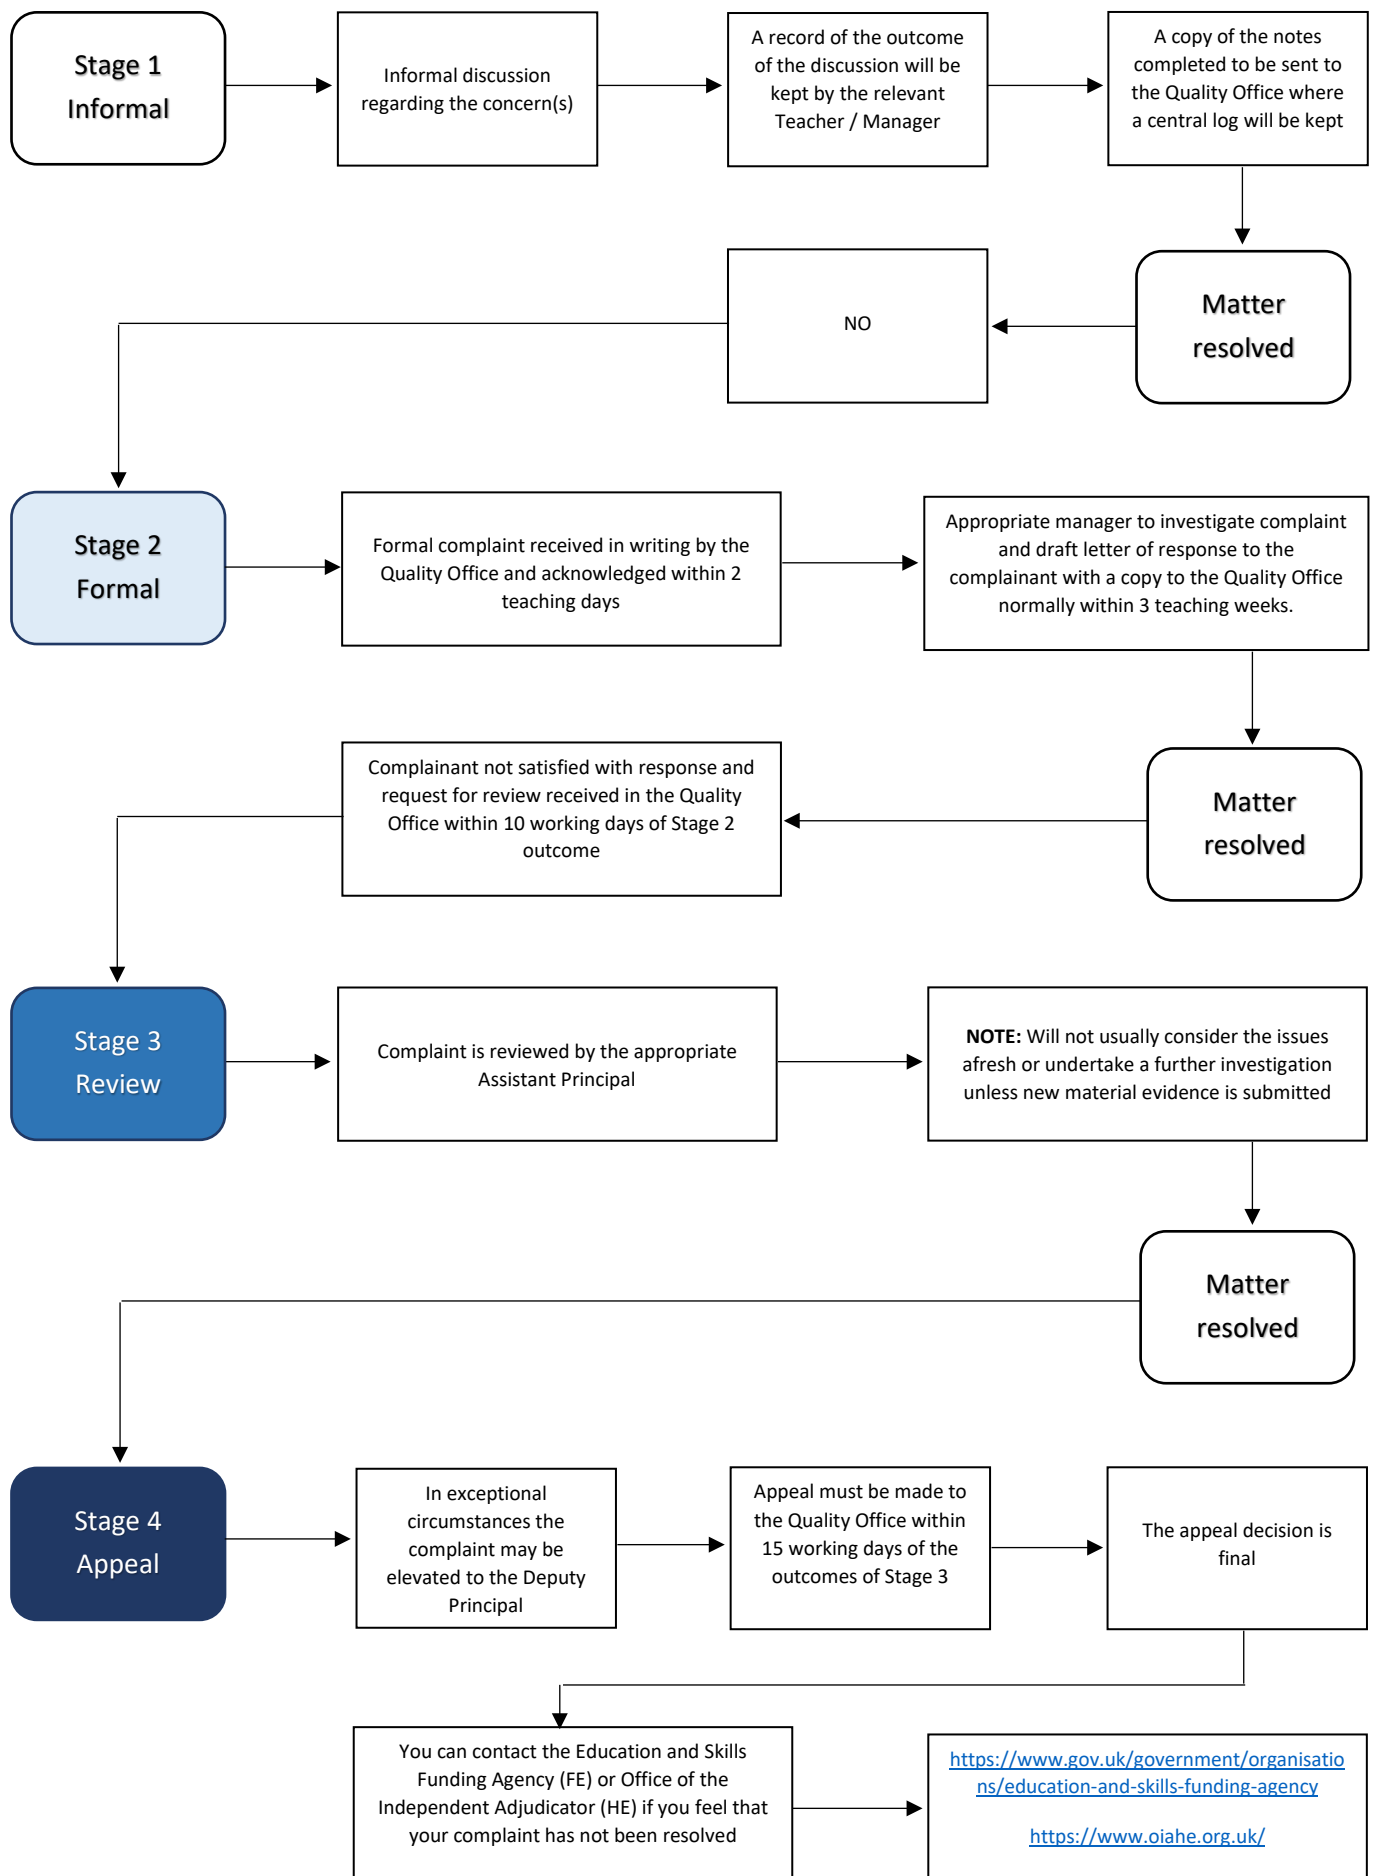 Stage 1
Informal
Informal discussion
regarding the concern(s)
A record of the outcome
of the discussion will be
kept by the relevant
Teacher / Manager
A copy of the notes
completed to be sent to
the Quality Office where
a central log will be kept
Matter
resolved
NO
Stage 2
Formal
Formal complaint received in writing by the
Quality Office and acknowledged within 2
teaching days
Appropriate manager to investigate complaint
and draft letter of response to the
complainant with a copy to the Quality Office
normally within 3 teaching weeks.
Matter
resolved
Complainant not satisfied with response and
request for review received in the Quality
Office within 10 working days of Stage 2
outcome
Stage 3
Review
Complaint is reviewed by the appropriate
Assistant Principal
NOTE: Will not usually consider the issues
afresh or undertake a further investigation
unless new material evidence is submitted
Matter
resolved
Stage 4
Appeal
In exceptional
circumstances the
complaint may be
elevated to the Deputy
Principal
Appeal must be made to
the Quality Office within
15 working days of the
outcomes of Stage 3
The appeal decision is
final
You can contact the Education and Skills
Funding Agency (FE) or Office of the
Independent Adjudicator (HE) if you feel that
your complaint has not been resolved
https://www.gov.uk/government/organisatio
ns/education-and-skills-funding-agency
https://www.oiahe.org.uk/